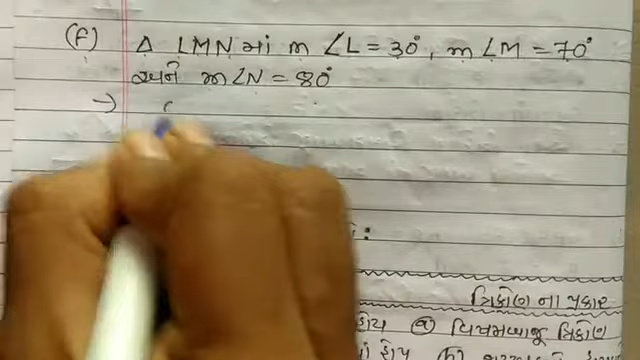 (f) Δ LMN માં m ∠L = 30°, m ∠M = 70°
અને m ∠N = 80°
→
ત્રિકોણ ના પ્રકાર
હોય (a) વિષમબાજુ ત્રિકોણ
હોય (b)